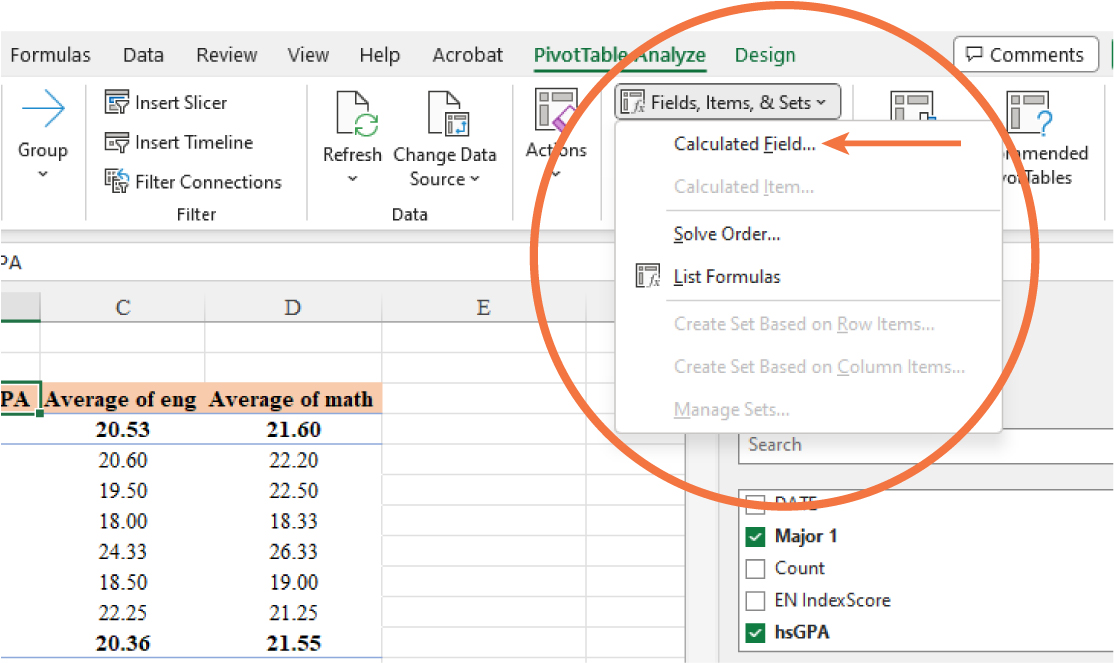 Formulas Data Review View Help Acrobat PivotTable Analyze Design Comments
Insert Slicer
Fields, Items, & Sets
Insert Timeline
Group
Refresh
Change Data
Source
Actions
Filter Connections
Filter
Data
Calculated Field...
Calculated Item...
Solve Order...
List Formulas
Create Set Based on Row Items...
Create Set Based on Column Items...
Manage Sets...
mmended
votTables
PA
C D E
PA Average of eng Average of math
20.53 21.60
20.60 22.20
19.50 22.50
18.00 18.33
24.33 26.33
18.50 19.00
22.25 21.25
20.36 21.55
Search
DATE
Major 1
Count
EN IndexScore
hsGPA